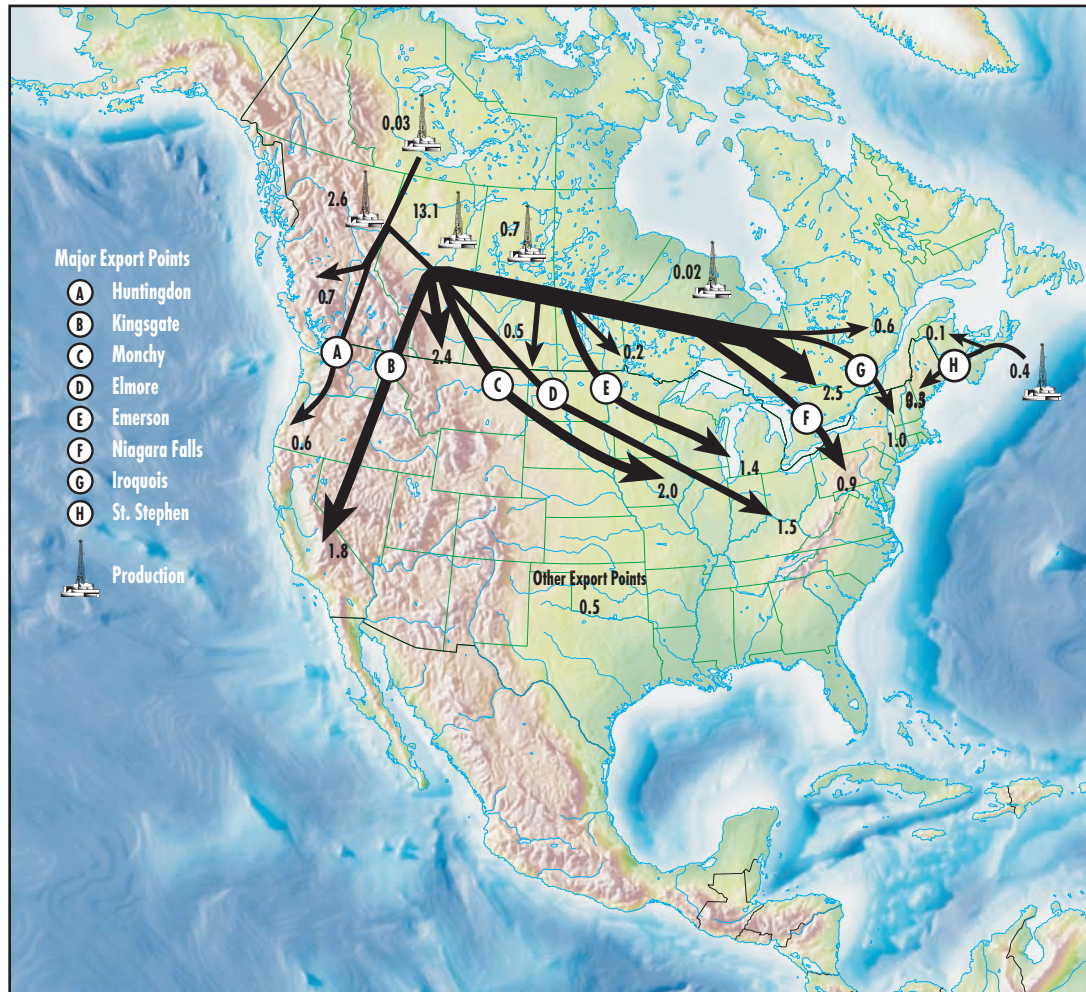 0.03
2.6
13.1
0.7
0.02
Major Export Points
A Huntingdon
B Kingsgate
C Monchy
D Elmore
E Emerson
F Niagara Falls
G Iroquois
H St. Stephen
Production
0.7
0.5
0.2
0.6
0.1
0.4
A
B
2.4
C
D
E
F
G
H
2.5
1.0
0.6
1.4
0.9
2.0
1.5
1.8
Other Export Points
0.5